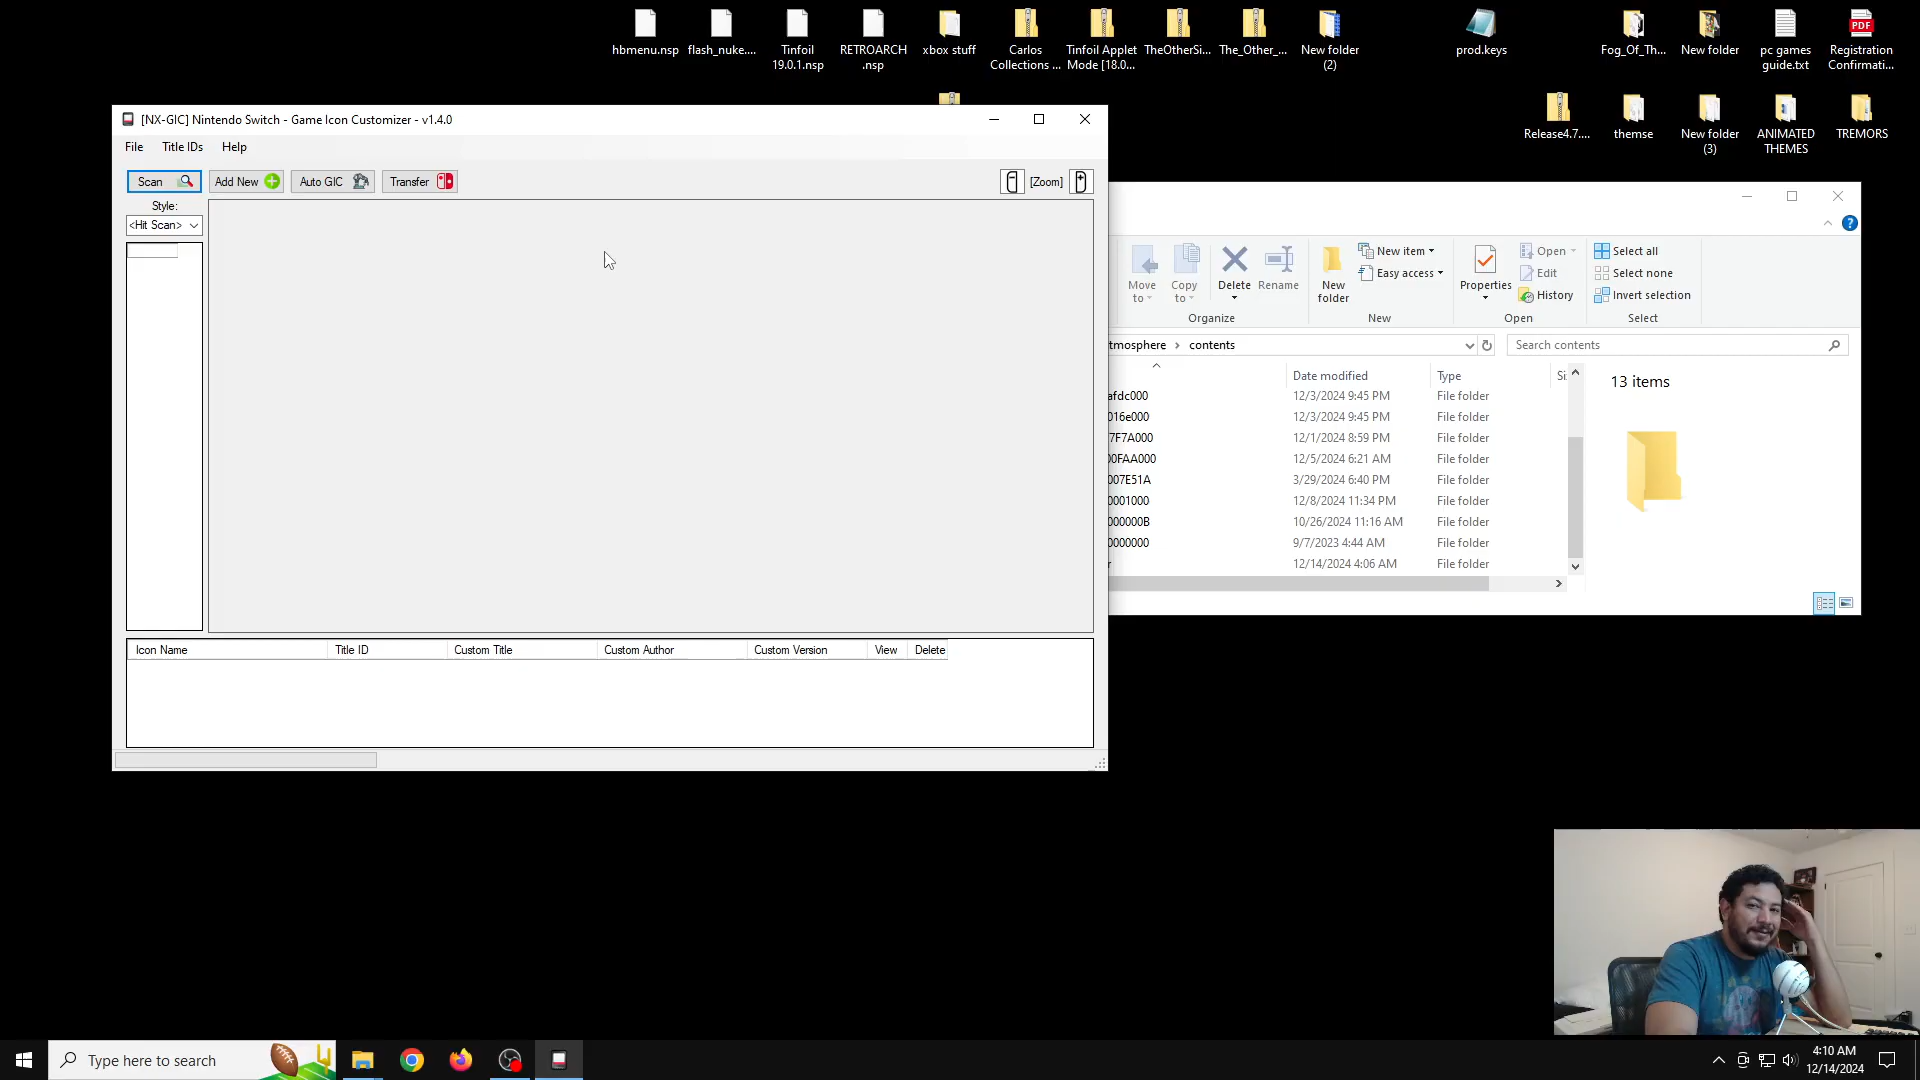 hbmenu.nsp
flash_nuke....
Tinfoil
19.0.1.nsp
RETROARCH
.nsp
xbox stuff
Carlos
Collections ...
Tinfoil Applet
Mode [18.0...
TheOtherSi...
The_Other_...
New folder
(2)
prod.keys
Fog_Of_Th...
New folder
pc games
guide.txt
PDF
Registration
Confirmati...
Release4.7....
themse
New folder
(3)
ANIMATED
THEMES
TREMORS
[NX-GIC] Nintendo Switch - Game Icon Customizer - v1.4.0
File Title IDs Help
Scan Add New Auto GIC Transfer [Zoom]
Style:
<Hit Scan>
Icon Name Title ID Custom Title Custom Author Custom Version View Delete
Move
to
Copy
to
Delete
Rename
New
folder
New item
Easy access
Properties
Open
Edit
History
Select all
Select none
Invert selection
Organize New Open Select
tmosphere > contents
Search contents
Date modified Type Si
13 items
afdc000 12/3/2024 9:45 PM File folder
016e000 12/3/2024 9:45 PM File folder
7F7A000 12/1/2024 8:59 PM File folder
00FAA000 12/5/2024 6:21 AM File folder
007E51A 3/29/2024 6:40 PM File folder
0001000 12/8/2024 11:34 PM File folder
000000B 10/26/2024 11:16 AM File folder
0000000 9/7/2023 4:44 AM File folder
r 12/14/2024 4:06 AM File folder
Type here to search
4:10 AM
12/14/2024